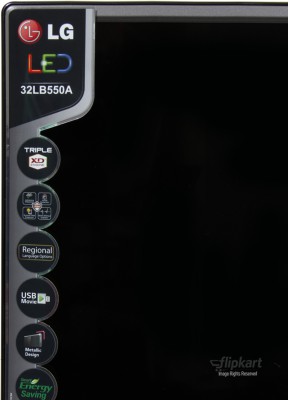 LG
LED
32LB550A
TRIPLE
XD
Regional
Language Options
USB
Movie
Metallic
Design
Energy
Saving
flipkart
Image Rights Reserved